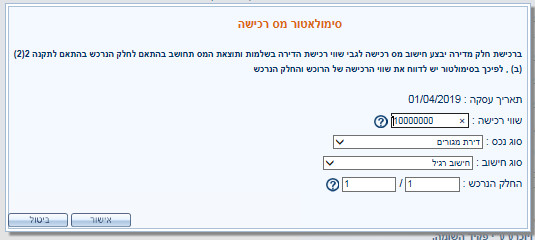 סימולאטור מס רכישה
ברכישת חלק מדירה יבצע חישוב מס רכישה לגבי שווי רכישת הדירה בשלמות ותוצאת המס תחושב בהתאם לחלק הנרכש בהתאם לתקנה 2(2)
(ב) , לפיכך בסימולטור יש לדווח את שווי הרכישה של הרוכש והחלק הנרכש
תאריך עסקה : 01/04/2019
שווי רכישה : 10000000 × ?
סוג נכס : דירת מגורים
סוג חישוב : חישוב רגיל
החלק הנרכש : 1 / 1 ?
אישור ביטול